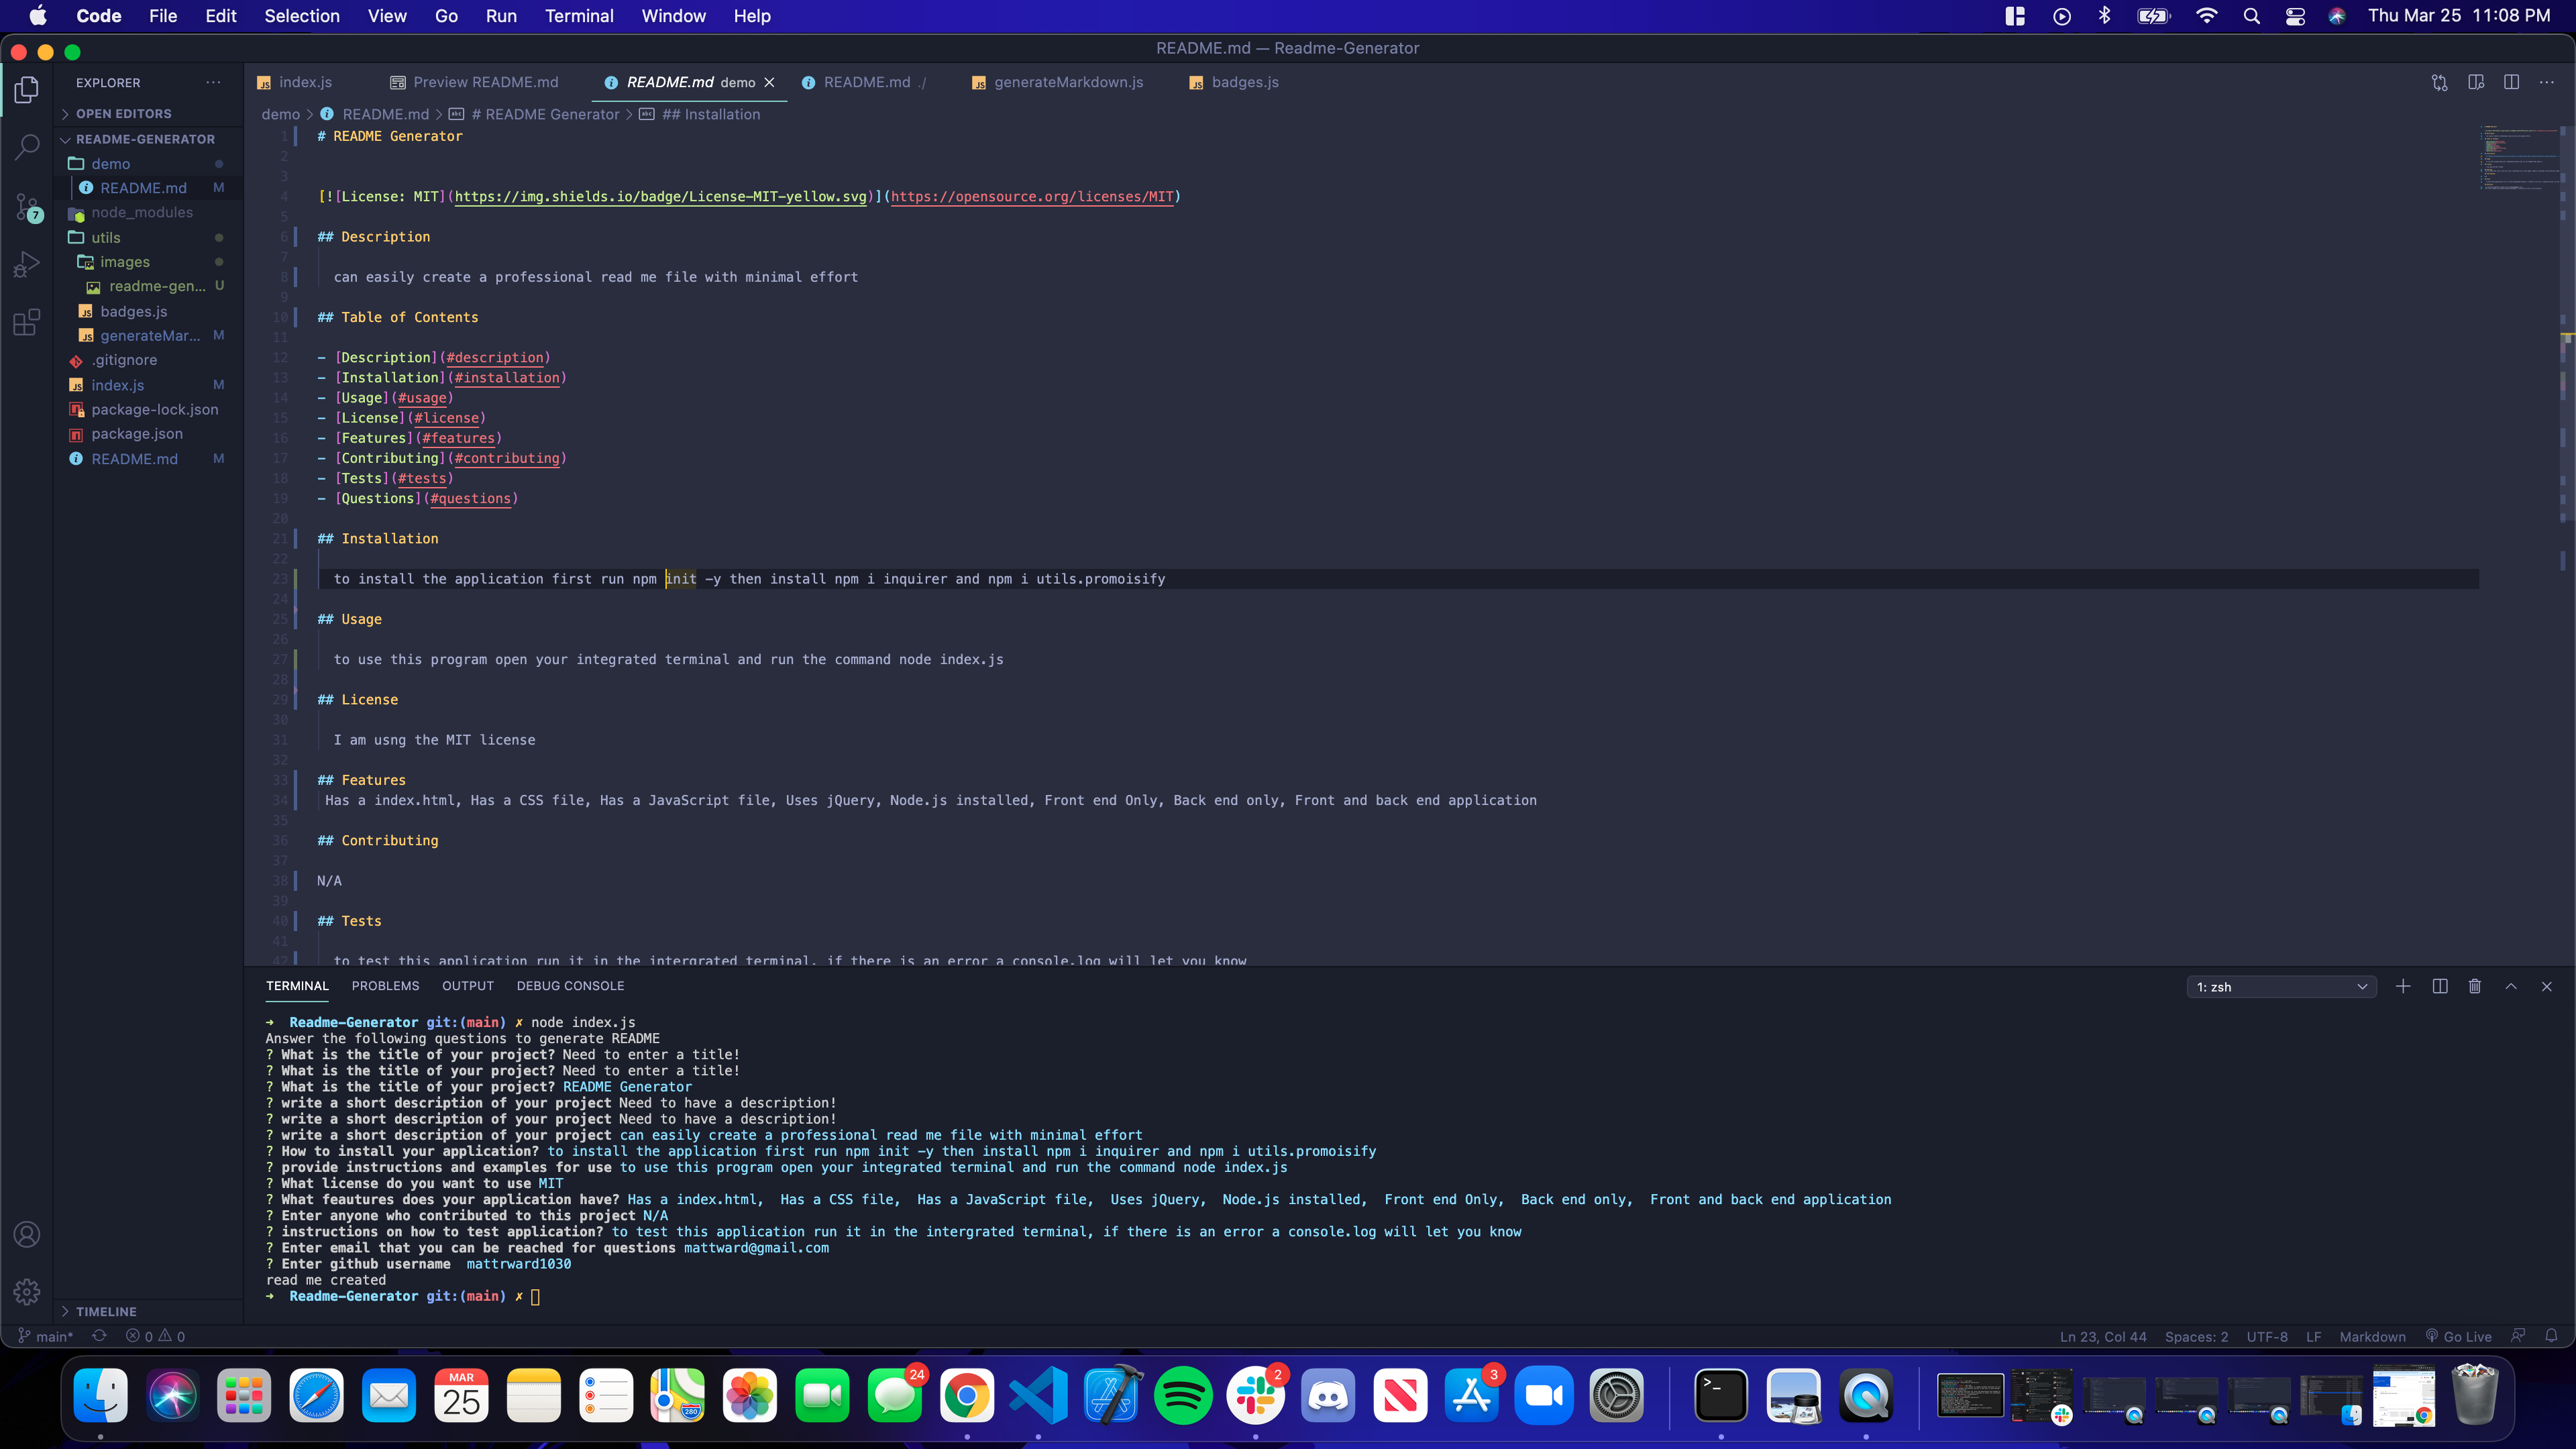 Code File Edit Selection View Go Run Terminal Window Help Thu Mar 25 11:08 PM
README.md — Readme-Generator
EXPLORER
OPEN EDITORS
README-GENERATOR
demo
README.md M
node_modules
utils
images
readme-gen... U
badges.js
generateMar... M
.gitignore
index.js M
package-lock.json
package.json
README.md M
7
TIMELINE
index.js Preview README.md README.md demo README.md ./ generateMarkdown.js badges.js
demo > README.md > # README Generator > ## Installation
1 # README Generator
2
3
4 [![License: MIT](https://img.shields.io/badge/License-MIT-yellow.svg)](https://opensource.org/licenses/MIT)
5
6 ## Description
7
8 can easily create a professional read me file with minimal effort
9
10 ## Table of Contents
11
12 - [Description](#description)
13 - [Installation](#installation)
14 - [Usage](#usage)
15 - [License](#license)
16 - [Features](#features)
17 - [Contributing](#contributing)
18 - [Tests](#tests)
19 - [Questions](#questions)
20
21 ## Installation
22
23 to install the application first run npm init -y then install npm i inquirer and npm i utils.promoisify
24
25 ## Usage
26
27 to use this program open your integrated terminal and run the command node index.js
28
29 ## License
30
31 I am usng the MIT license
32
33 ## Features
34 Has a index.html, Has a CSS file, Has a JavaScript file, Uses jQuery, Node.js installed, Front end Only, Back end only, Front and back end application
35
36 ## Contributing
37
38 N/A
39
40 ## Tests
41
42 to test this application run it in the intergrated terminal, if there is an error a console.log will let you know
TERMINAL PROBLEMS OUTPUT DEBUG CONSOLE 1: zsh
➜ Readme-Generator git:(main) ✗ node index.js
Answer the following questions to generate README
? What is the title of your project? Need to enter a title!
? What is the title of your project? Need to enter a title!
? What is the title of your project? README Generator
? write a short description of your project Need to have a description!
? write a short description of your project Need to have a description!
? write a short description of your project can easily create a professional read me file with minimal effort
? How to install your application? to install the application first run npm init -y then install npm i inquirer and npm i utils.promoisify
? provide instructions and examples for use to use this program open your integrated terminal and run the command node index.js
? What license do you want to use MIT
? What feautures does your application have? Has a index.html, Has a CSS file, Has a JavaScript file, Uses jQuery, Node.js installed, Front end Only, Back end only, Front and back end application
? Enter anyone who contributed to this project N/A
? instructions on how to test application? to test this application run it in the intergrated terminal, if there is an error a console.log will let you know
? Enter email that you can be reached for questions mattward@gmail.com
? Enter github username mattrward1030
read me created
➜ Readme-Generator git:(main) ✗
main* 0 0 Ln 23, Col 44 Spaces: 2 UTF-8 LF Markdown Go Live
MAR
25
280
24
2
3